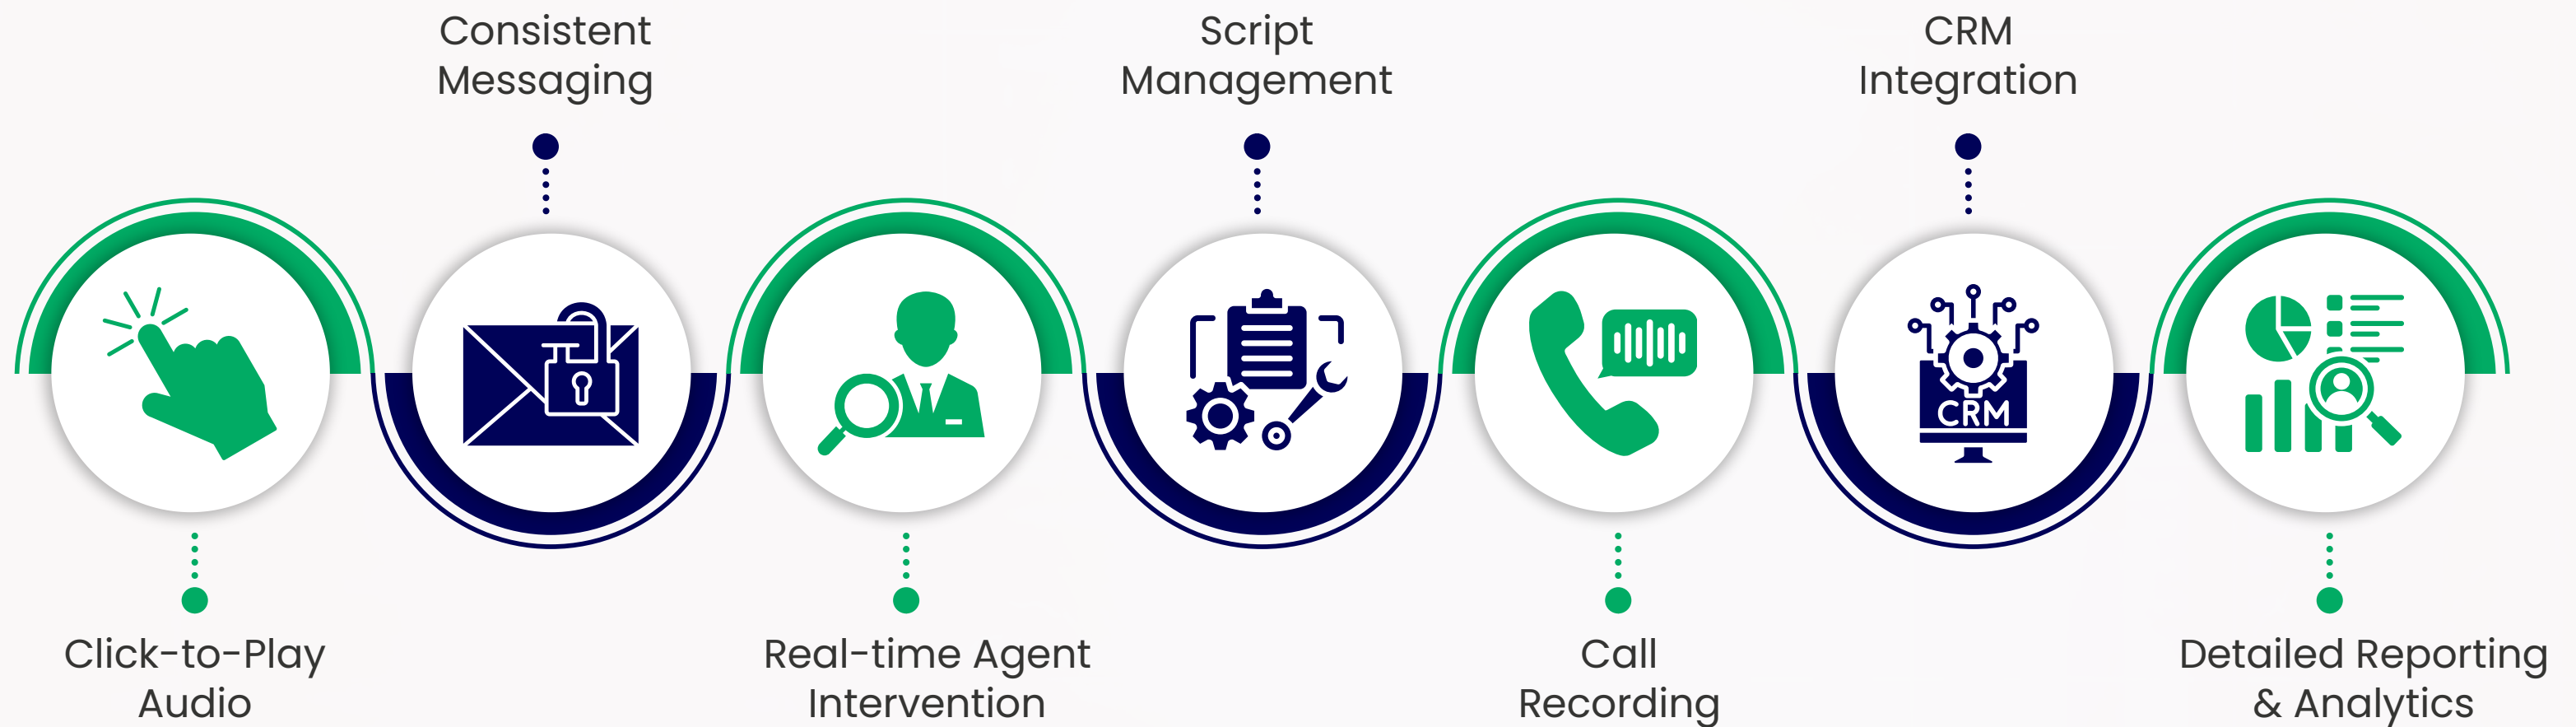 Consistent
Messaging
Script
Management
CRM
Integration
CRM
Click-to-Play
Audio
Real-time Agent
Intervention
Call
Recording
Detailed Reporting
& Analytics